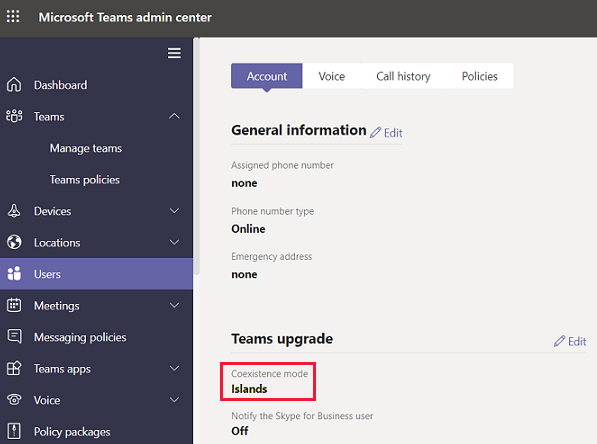 Microsoft Teams admin center
Dashboard
Teams
Manage teams
Teams policies
Devices
Locations
Users
Meetings
Messaging policies
Teams apps
Voice
Policy packages
Account Voice Call history Policies
General information Edit
Assigned phone number
none
Phone number type
Online
Emergency address
none
Teams upgrade Edit
Coexistence mode
Islands
Notify the Skype for Business user
Off